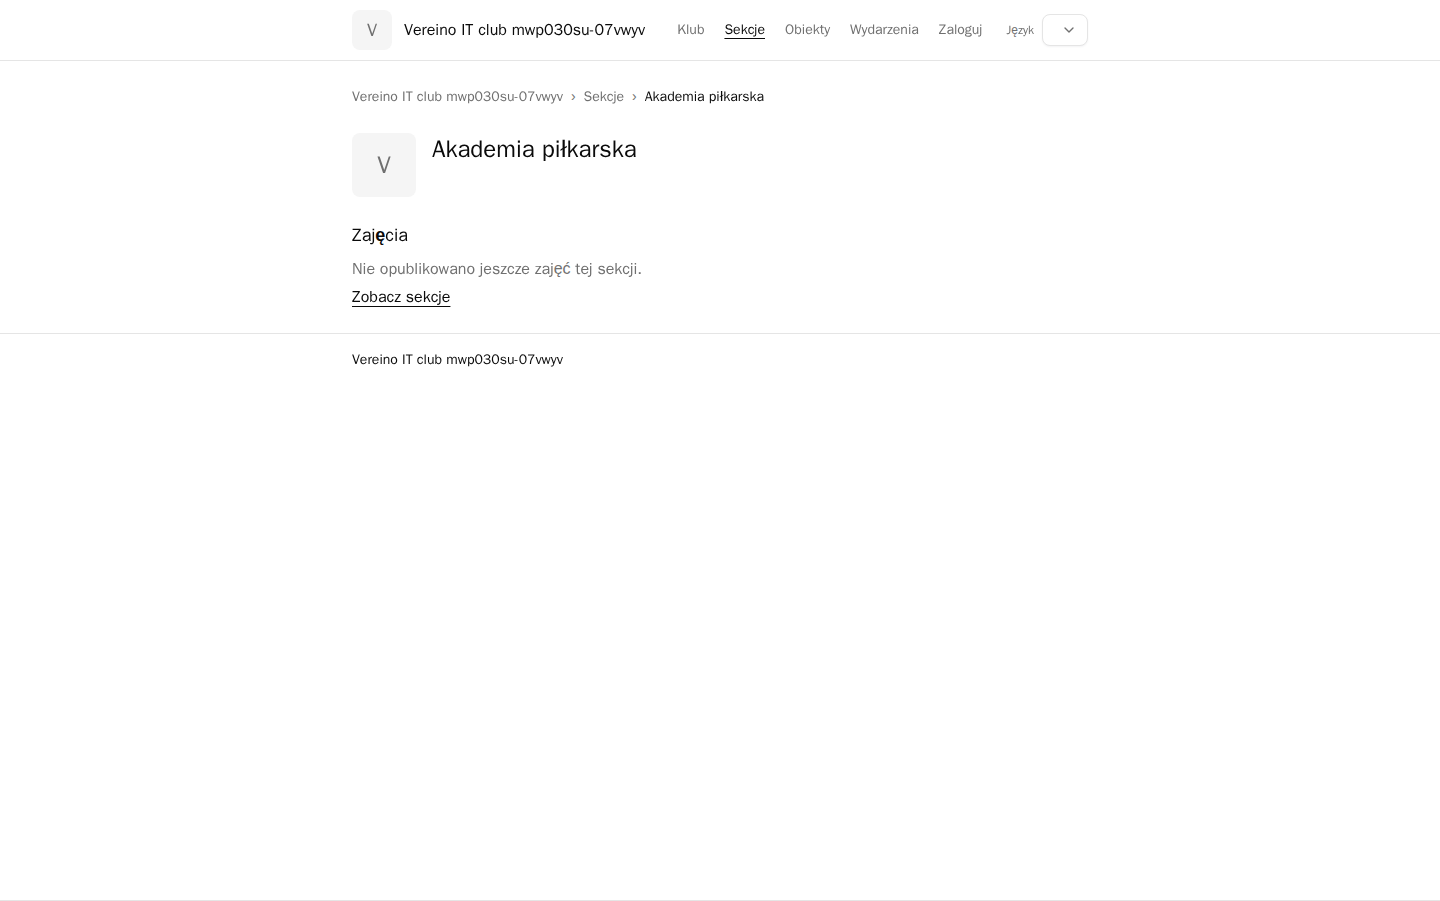 V
Vereino IT club mwp030su-07vwyv
Klub
Sekcje
Obiekty
Wydarzenia
Zaloguj
Język
Vereino IT club mwp030su-07vwyv › Sekcje › Akademia piłkarska
V
Akademia piłkarska
Zajęcia
Nie opublikowano jeszcze zajęć tej sekcji.
Zobacz sekcje
Vereino IT club mwp030su-07vwyv